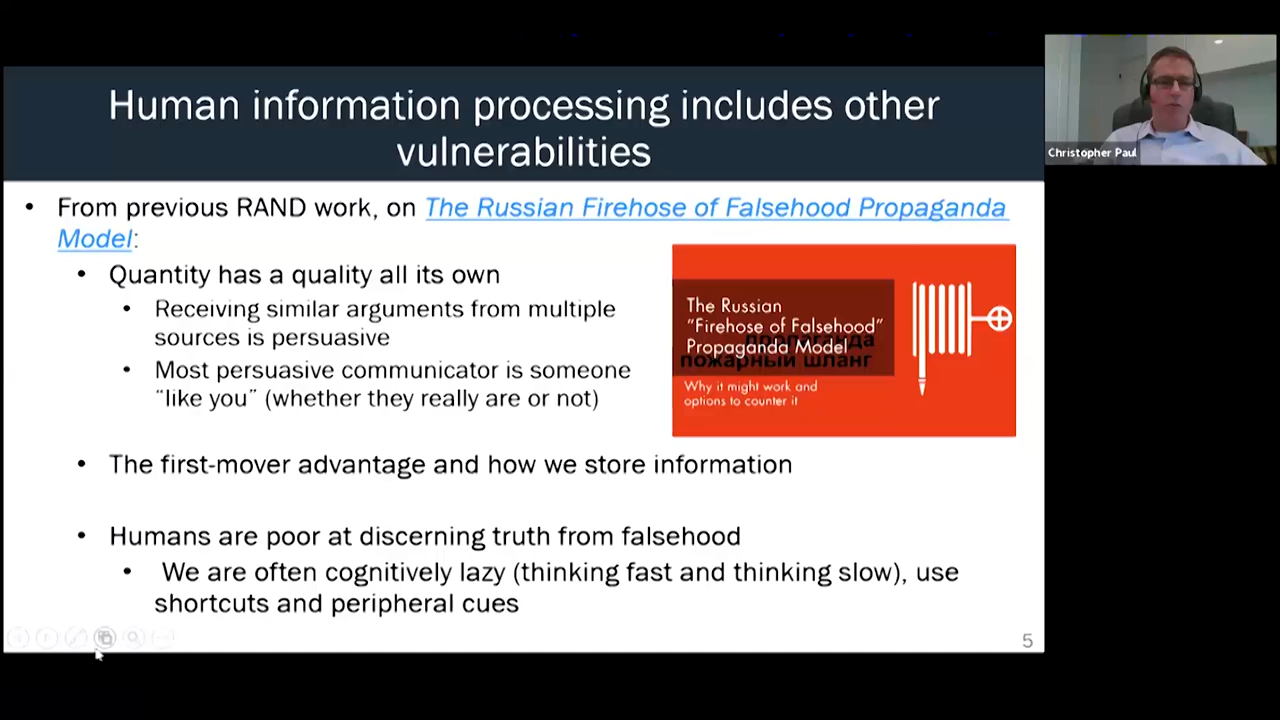 Human information processing includes other
vulnerabilities
• From previous RAND work, on The Russian Firehose of Falsehood Propaganda
Model:
• Quantity has a quality all its own
• Receiving similar arguments from multiple
sources is persuasive
• Most persuasive communicator is someone
“like you” (whether they really are or not)
The Russian
“Firehose of Falsehood”
Propaganda Model
пропаганда
пожарный шланг
Why it might work and
options to counter it
• The first-mover advantage and how we store information
• Humans are poor at discerning truth from falsehood
• We are often cognitively lazy (thinking fast and thinking slow), use
shortcuts and peripheral cues
5
Christopher Paul